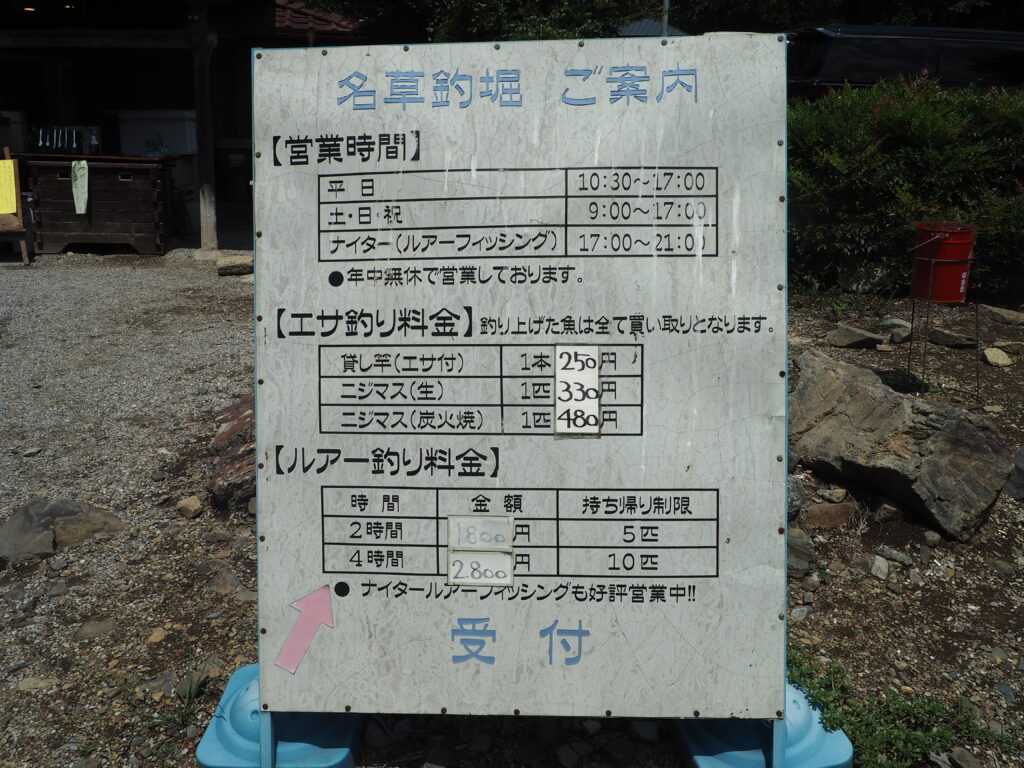 名草釣堀 ご案内
【営業時間】
平日 10:30～17:00
土・日・祝 9:00～17:00
ナイター(ルアーフィッシング) 17:00～21:00
●年中無休で営業しております。
【エサ釣り料金】釣り上げた魚は全て買い取りとなります。
貸し竿(エサ付) 1本 250円
ニジマス(生) 1匹 330円
ニジマス(炭火焼) 1匹 480円
【ルアー釣り料金】
時間 金額 持ち帰り制限
2時間 1800円 5匹
4時間 2.800円 10匹
● ナイタールアーフィッシングも好評営業中!!
受付